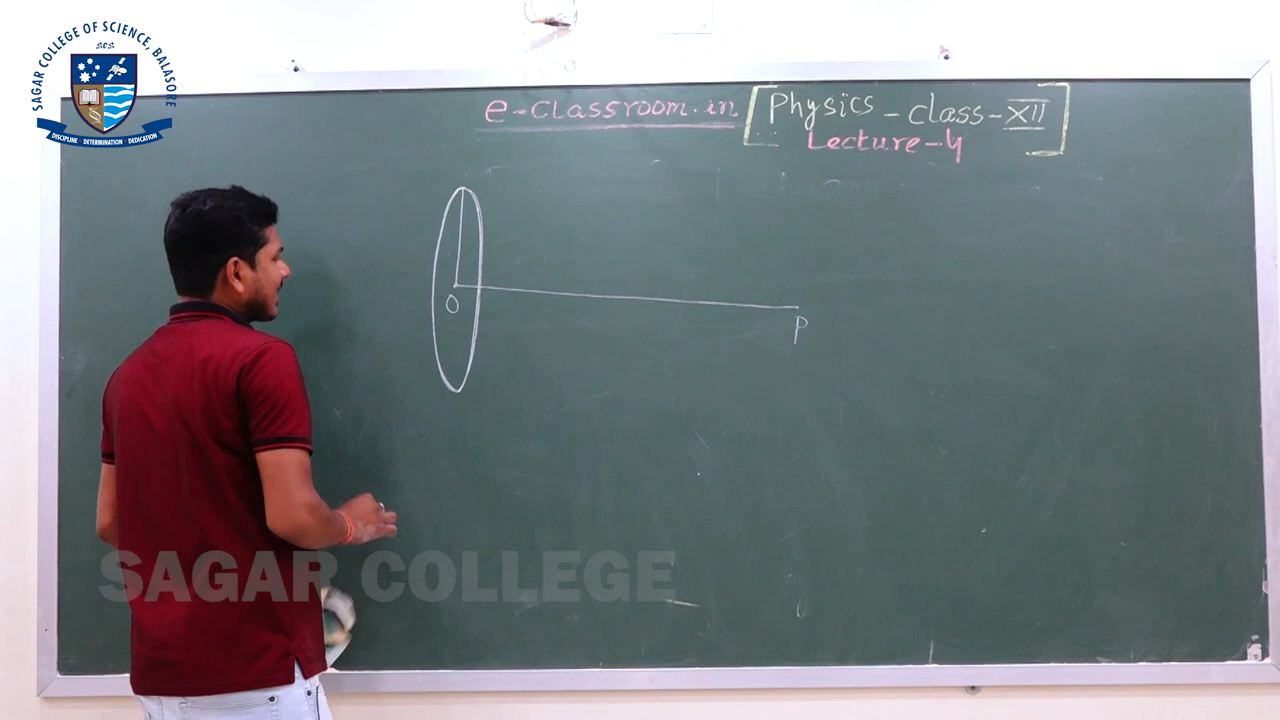 SAGAR COLLEGE OF SCIENCE, BALASORE
SCS
DISCIPLINE DETERMINATION DEDICATION
e-classroom.in [Physics - class - XII
Lecture-4]
O
P
SAGAR COLLEGE